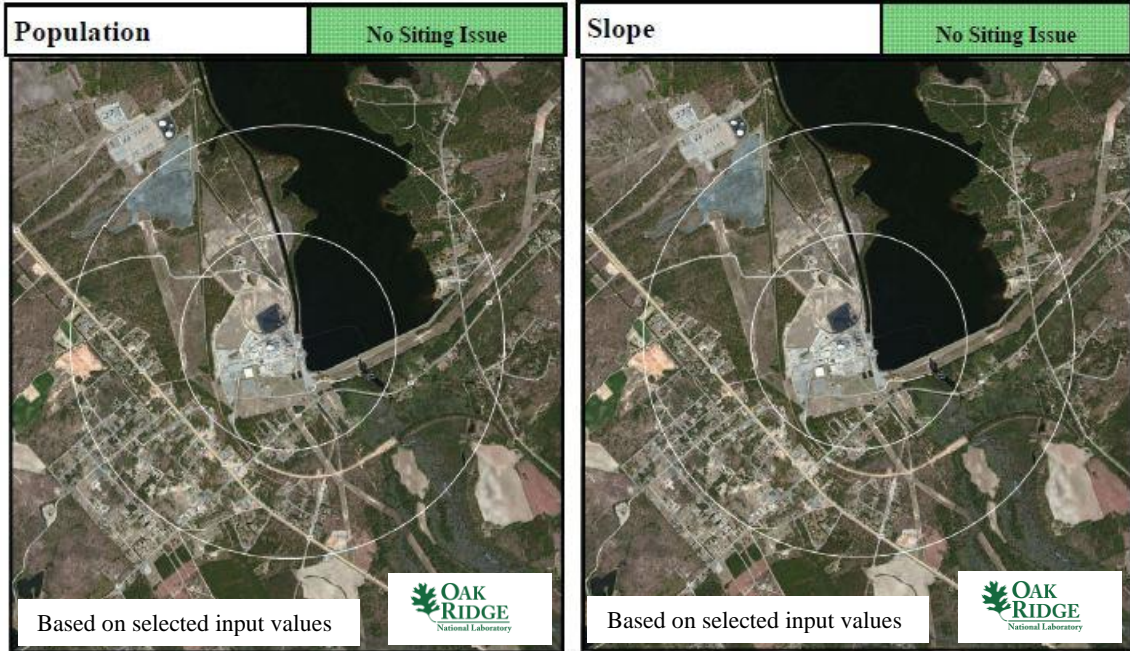 Population
No Siting Issue
Based on selected input values
OAK
RIDGE
National Laboratory
Slope
No Siting Issue
Based on selected input values
OAK
RIDGE
National Laboratory